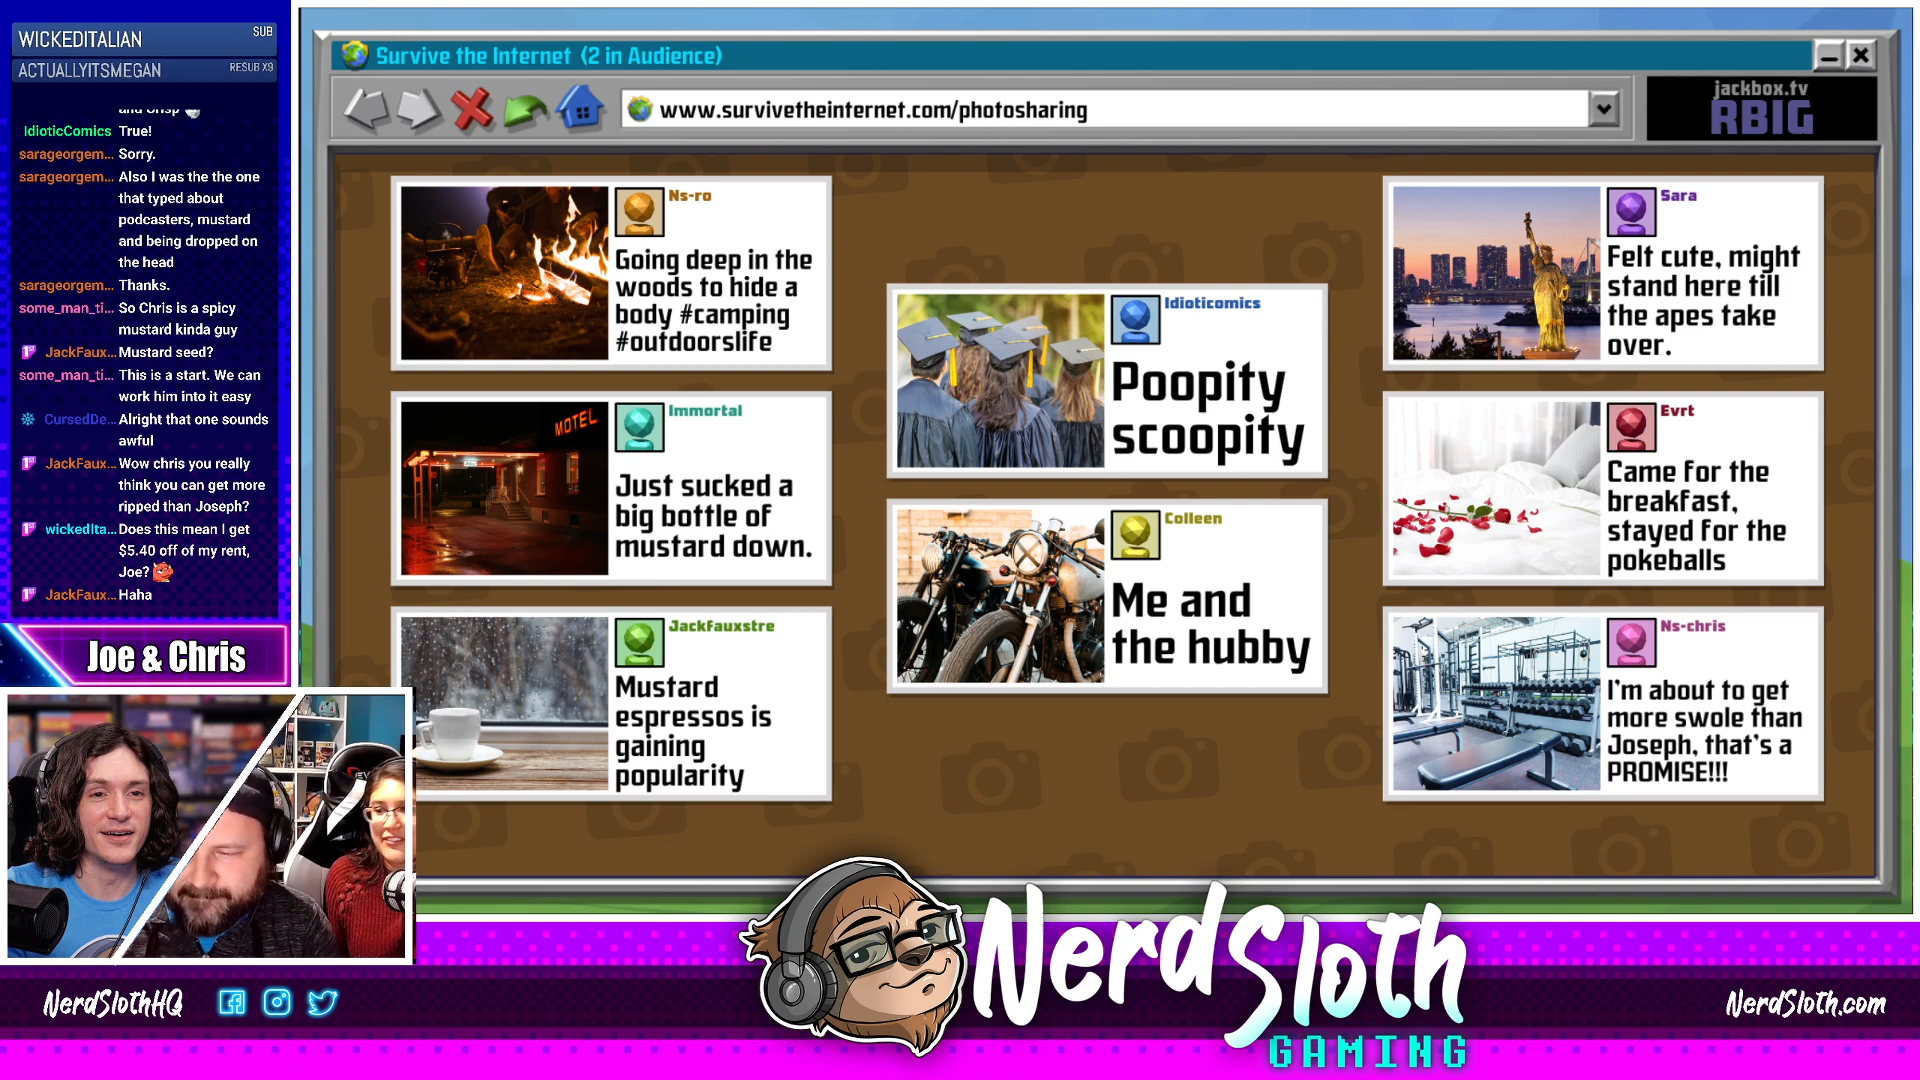 WICKEDITALIAN SUB
ACTUALLYITSMEGAN RESUB X9
and crisp
IdioticComics True!
sarageorgem... Sorry.
sarageorgem... Also I was the the one
that typed about
podcasters, mustard
and being dropped on
the head
sarageorgem... Thanks.
some_man_ti... So Chris is a spicy
mustard kinda guy
JackFaux... Mustard seed?
some_man_ti... This is a start. We can
work him into it easy
CursedDe... Alright that one sounds
awful
JackFaux... Wow chris you really
think you can get more
ripped than Joseph?
wickedIta... Does this mean I get
$5.40 off of my rent,
Joe?
JackFaux... Haha
Joe & Chris
Survive the Internet (2 in Audience)
www.survivetheinternet.com/photosharing
jackbox.tv
RBIG
Ns-ro
Going deep in the
woods to hide a
body #camping
#outdoorslife
MOTEL
Immortal
Just sucked a
big bottle of
mustard down.
Jackfauxstre
Mustard
espressos is
gaining
popularity
Idioticomics
Poopity
scoopity
Colleen
Me and
the hubby
Sara
Felt cute, might
stand here till
the apes take
over.
Evrt
Came for the
breakfast,
stayed for the
pokeballs
Ns-chris
I'm about to get
more swole than
Joseph, that's a
PROMISE!!!
NerdSloth
GAMING
NerdSlothHQ
NerdSloth.com